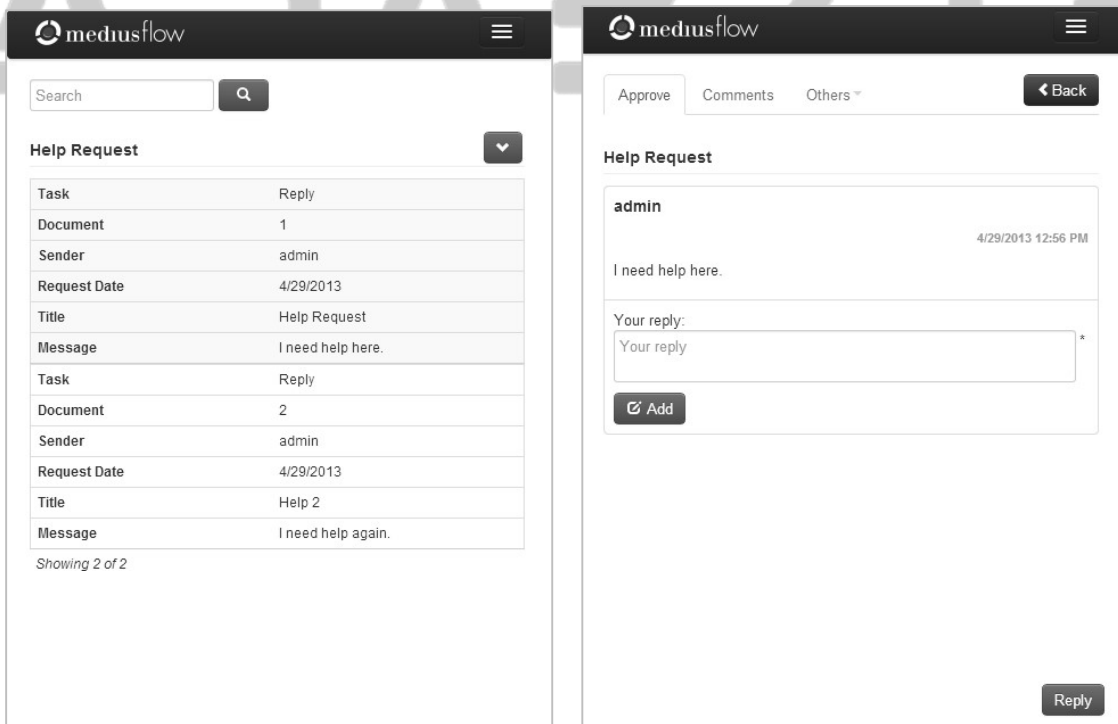 mediusflow
Search
Help Request
Task Reply
Document 1
Sender admin
Request Date 4/29/2013
Title Help Request
Message I need help here.
Task Reply
Document 2
Sender admin
Request Date 4/29/2013
Title Help 2
Message I need help again.
Showing 2 of 2
mediusflow
Approve Comments Others Back
Help Request
admin
4/29/2013 12:56 PM
I need help here.
Your reply:
Your reply *
Add
Reply